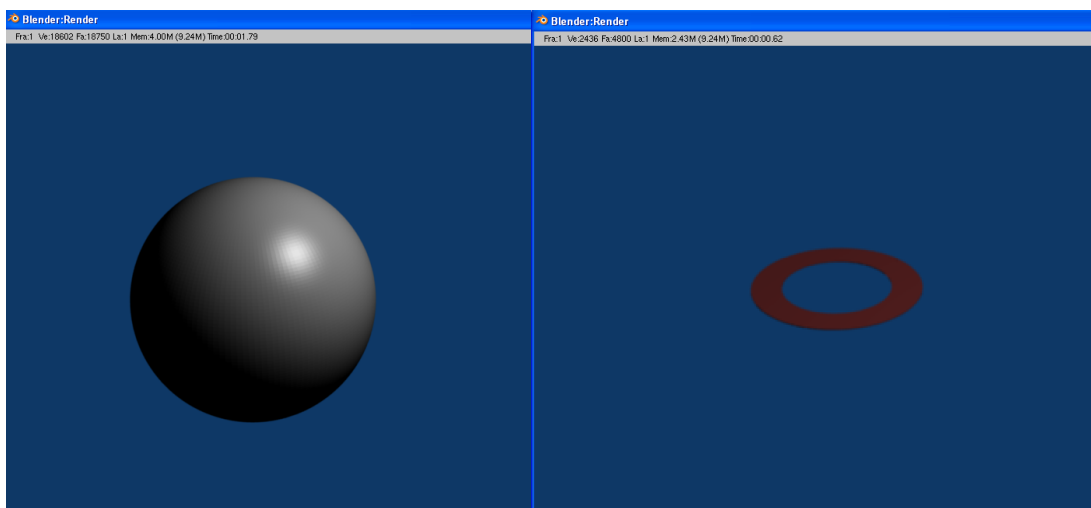 Blender:Render
Fra:1 Ve:18602 Fa:18750 La:1 Mem:4.00M (9.24M) Time:00:01.79
Blender:Render
Fra:1 Ve:2436 Fa:4800 La:1 Mem:2.43M (9.24M) Time:00:00.62